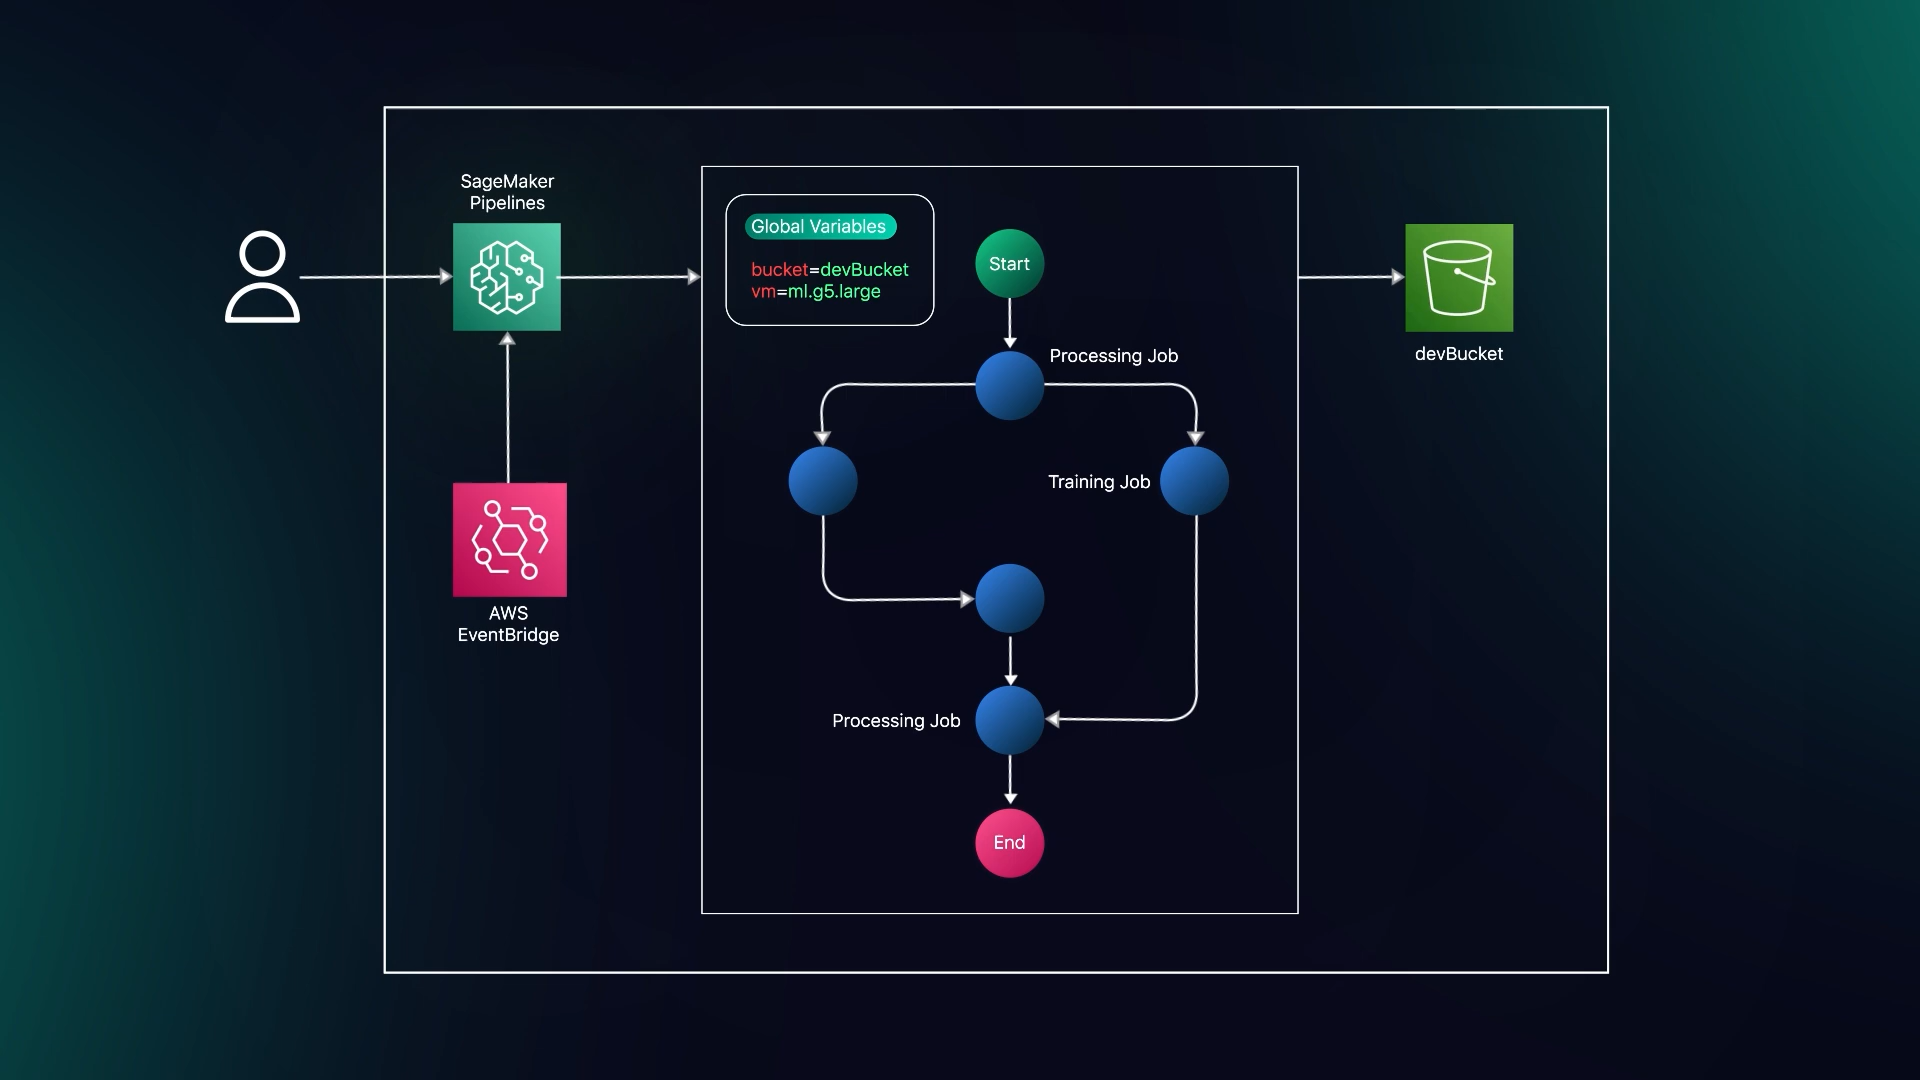 SageMaker
Pipelines
Global Variables
bucket=devBucket
vm=ml.g5.large
Start
Processing Job
devBucket
Training Job
AWS
EventBridge
Processing Job
End